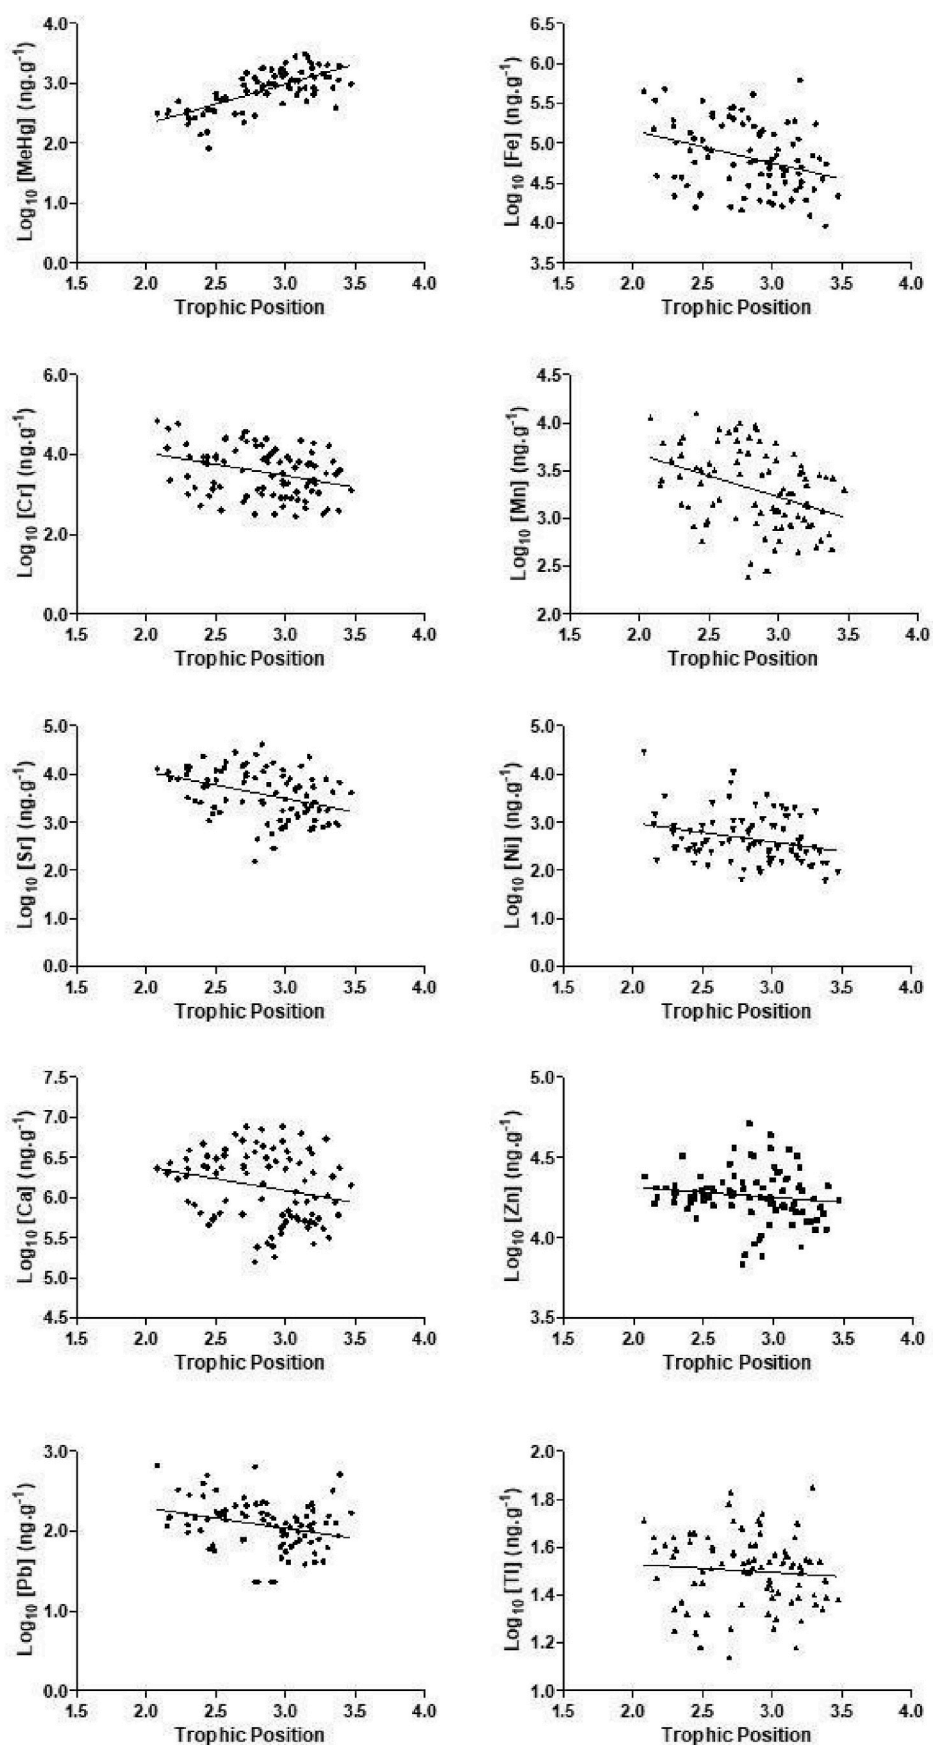 4.0
3.0
2.0
1.0
0.0
Log10 [MeHg] (ng.g-1)
1.5 2.0 2.5 3.0 3.5 4.0
Trophic Position
6.5
6.0
5.5
5.0
4.5
4.0
3.5
Log10 [Fe] (ng.g-1)
1.5 2.0 2.5 3.0 3.5 4.0
Trophic Position
6.0
4.0
2.0
0.0
Log10 [Cr] (ng.g-1)
1.5 2.0 2.5 3.0 3.5 4.0
Trophic Position
4.5
4.0
3.5
3.0
2.5
2.0
Log10 [Mn] (ng.g-1)
1.5 2.0 2.5 3.0 3.5 4.0
Trophic Position
5.0
4.0
3.0
2.0
1.0
0.0
Log10 [Sr] (ng.g-1)
1.5 2.0 2.5 3.0 3.5 4.0
Trophic Position
5.0
4.0
3.0
2.0
1.0
0.0
Log10 [Ni] (ng.g-1)
1.5 2.0 2.5 3.0 3.5 4.0
Trophic Position
7.5
7.0
6.5
6.0
5.5
5.0
4.5
Log10 [Ca] (ng.g-1)
1.5 2.0 2.5 3.0 3.5 4.0
Trophic Position
5.0
4.5
4.0
3.5
Log10 [Zn] (ng.g-1)
1.5 2.0 2.5 3.0 3.5 4.0
Trophic Position
3.0
2.0
1.0
0.0
Log10 [Pb] (ng.g-1)
1.5 2.0 2.5 3.0 3.5 4.0
Trophic Position
2.0
1.8
1.6
1.4
1.2
1.0
Log10 [Tl] (ng.g-1)
1.5 2.0 2.5 3.0 3.5 4.0
Trophic Position